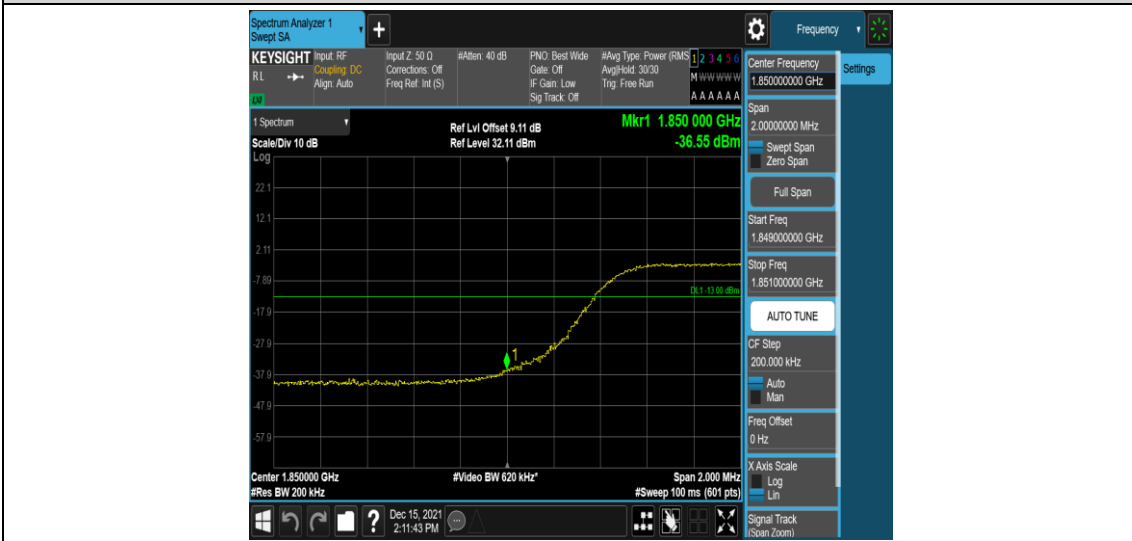 Spectrum Analyzer 1
Swept SA
+
Frequency
KEYSIGHT
RL
LXI
Input: RF
Coupling: DC
Align: Auto
Input Z: 50 Ω
Corrections: Off
Freq Ref: Int (S)
#Atten: 40 dB
PNO: Best Wide
Gate: Off
IF Gain: Low
Sig Track: Off
#Avg Type: Power (RMS
Avg|Hold: 30/30
Trig: Free Run
1 2 3 4 5 6
M W W W W W
A A A A A A
1 Spectrum
Scale/Div 10 dB
Log
Ref Lvl Offset 9.11 dB
Ref Level 32.11 dBm
Mkr1 1.850 000 GHz
-36.55 dBm
22.1
12.1
2.11
-7.89
-17.9
-27.9
-37.9
-47.9
-57.9
DL1 -13.00 dBm
1
Center 1.850000 GHz
#Res BW 200 kHz
#Video BW 620 kHz*
Span 2.000 MHz
#Sweep 100 ms (601 pts)
Dec 15, 2021
2:11:43 PM
?
Center Frequency
1.850000000 GHz
Span
2.00000000 MHz
Swept Span
Zero Span
Full Span
Start Freq
1.849000000 GHz
Stop Freq
1.851000000 GHz
AUTO TUNE
CF Step
200.000 kHz
Auto
Man
Freq Offset
0 Hz
X Axis Scale
Log
Lin
Signal Track
(Span Zoom)
Settings